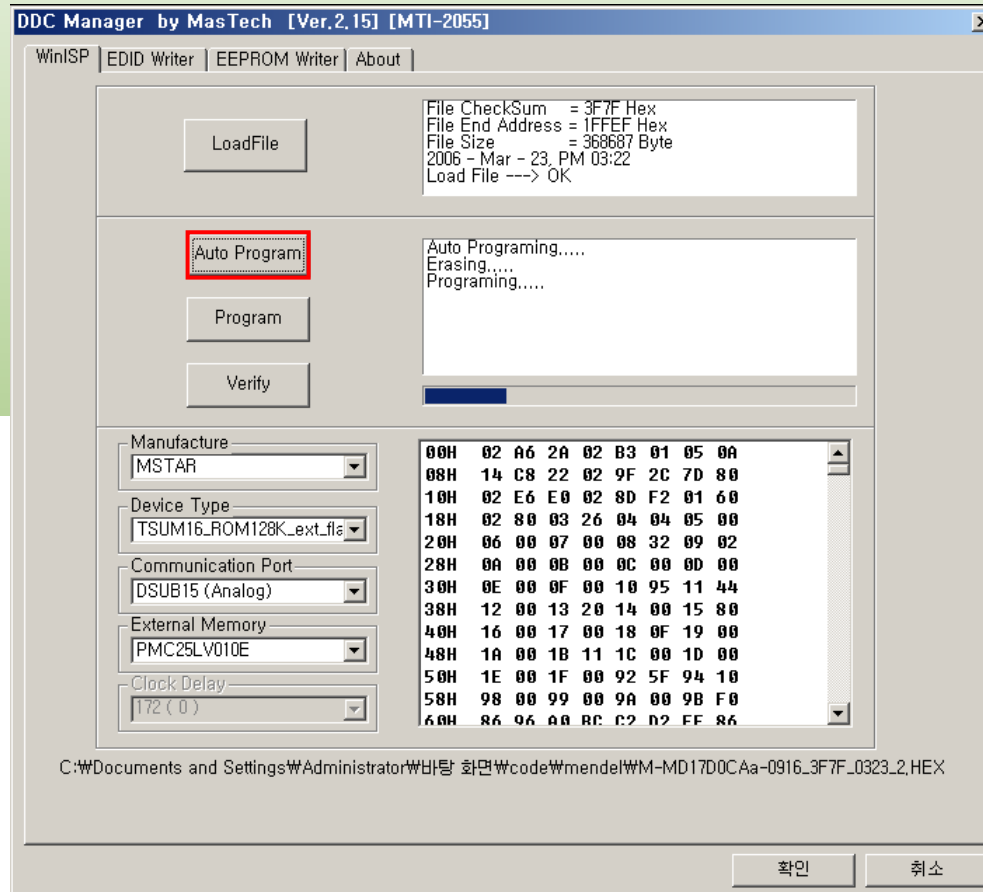 DDC Manager by MasTech [Ver.2.15] [MTI-2055]
WinISP EDID Writer EEPROM Writer About
LoadFile
File CheckSum = 3F7F Hex
File End Address = 1FFEF Hex
File Size = 368687 Byte
2006 - Mar - 23, PM 03:22
Load File ---> OK
Auto Program
Program
Verify
Auto Programing.....
Erasing.....
Programing.....
Manufacture
MSTAR
Device Type
TSUM16_ROM128K_ext_fla
Communication Port
DSUB15 (Analog)
External Memory
PMC25LV010E
Clock Delay
172 ( 0 )
00H 02 A6 2A 02 B3 01 05 0A
08H 14 C8 22 02 9F 2C 7D 80
10H 02 E6 E0 02 8D F2 01 60
18H 02 80 03 26 04 04 05 00
20H 06 00 07 00 08 32 09 02
28H 0A 00 0B 00 0C 00 0D 00
30H 0E 00 0F 00 10 95 11 44
38H 12 00 13 20 14 00 15 80
40H 16 00 17 00 18 0F 19 00
48H 1A 00 1B 11 1C 00 1D 00
50H 1E 00 1F 00 92 5F 94 10
58H 98 00 99 00 9A 00 9B F0
60H 86 96 A0 BC C2 D2 EE 86
C:₩Documents and Settings₩Administrator₩바탕 화면₩code₩mendel₩M-MD17D0CAa-0916_3F7F_0323_2.HEX
확인 취소